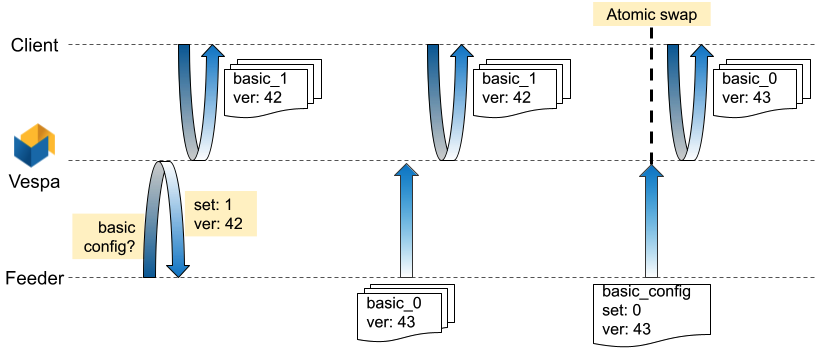 Atomic swap
Client
basic_1
ver: 42
basic_1
ver: 42
basic_0
ver: 43
Vespa
set: 1
ver: 42
basic
config?
Feeder
basic_0
ver: 43
basic_config
set: 0
ver: 43